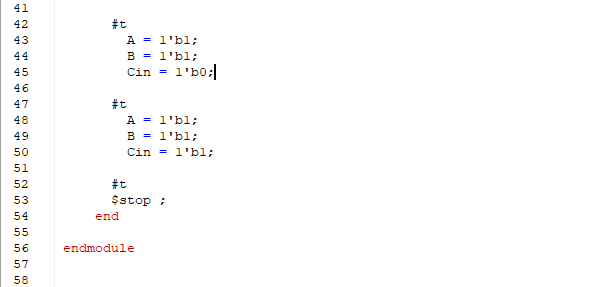 41
42 #t
43 A = 1'b1;
44 B = 1'b1;
45 Cin = 1'b0;
46
47 #t
48 A = 1'b1;
49 B = 1'b1;
50 Cin = 1'b1;
51
52 #t
53 $stop ;
54 end
55
56 endmodule
57
58